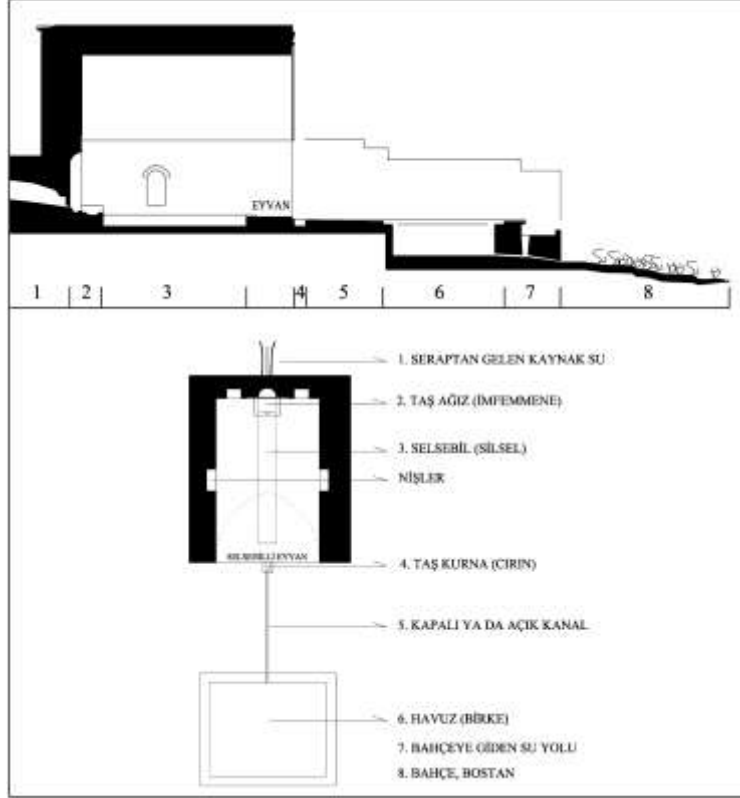 EYVAN
1 2 3 4 5 6 7 8
1. SERAPTAN GELEN KAYNAK SU
2. TAŞ AĞIZ (İMFEMMENE)
3. SELSEBİL (SİLSEL)
NİŞLER
SELSEBİLLİ EYVAN
4. TAŞ KURNA (CIRIN)
5. KAPALI YA DA AÇIK KANAL
6. HAVUZ (BİRKE)
7. BAHÇEYE GİDEN SU YOLU
8. BAHÇE, BOSTAN